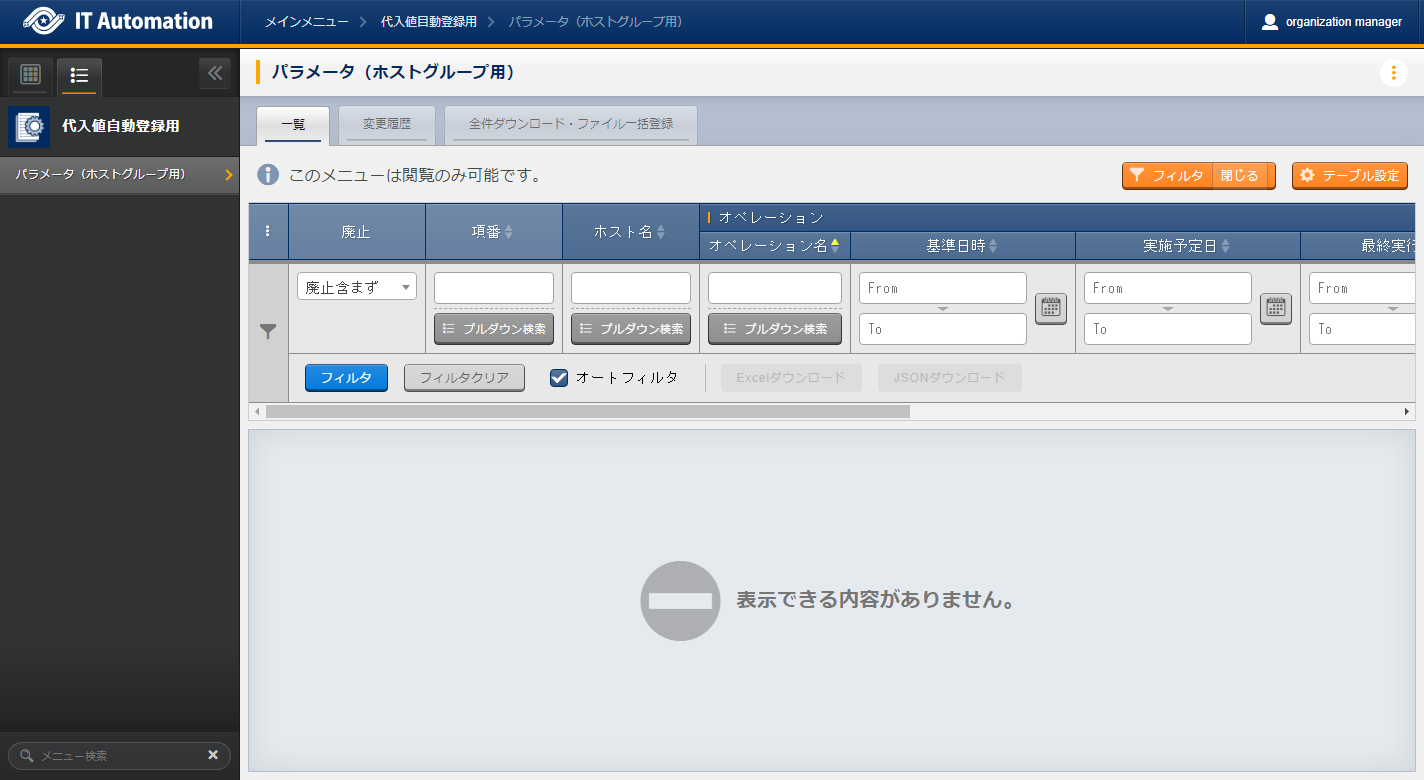 IT Automation
メインメニュー
代入値自動登録用
パラメータ（ホストグループ用）
organization manager
代入値自動登録用
パラメータ（ホストグループ用）
メニュー検索
パラメータ（ホストグループ用）
一覧
変更履歴
全件ダウンロード・ファイル一括登録
このメニューは閲覧のみ可能です。
フィルタ 閉じる
テーブル設定
廃止
項番
ホスト名
オペレーション
オペレーション名
基準日時
実施予定日
最終実行
廃止含まず
From
From
From
プルダウン検索
プルダウン検索
プルダウン検索
To
To
To
フィルタ
フィルタクリア
オートフィルタ
Excelダウンロード
JSONダウンロード
表示できる内容がありません。